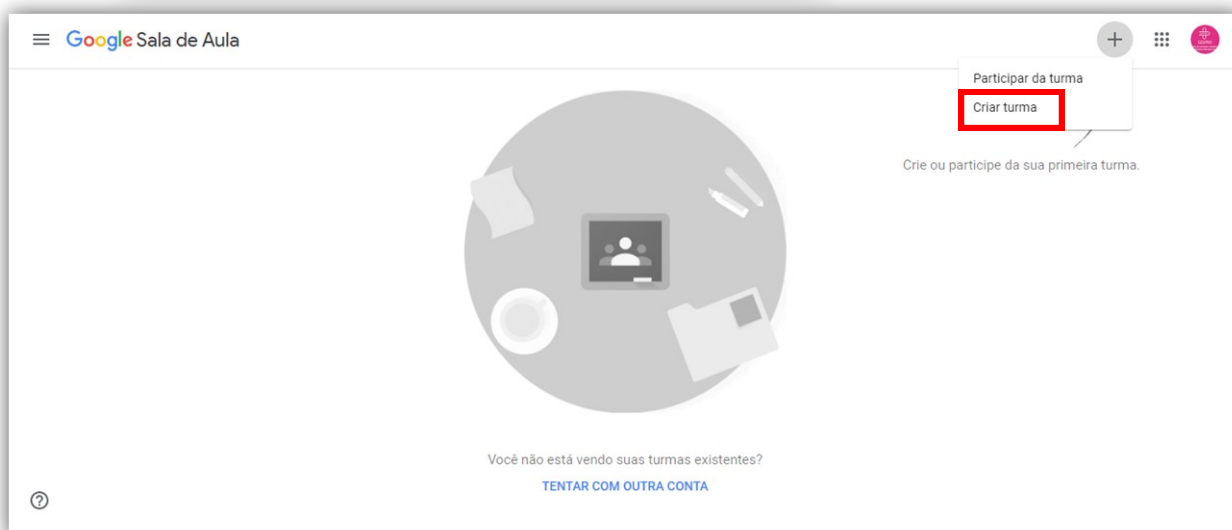 Google Sala de Aula
Participar da turma
Criar turma
Crie ou participe da sua primeira turma.
Você não está vendo suas turmas existentes?
TENTAR COM OUTRA CONTA